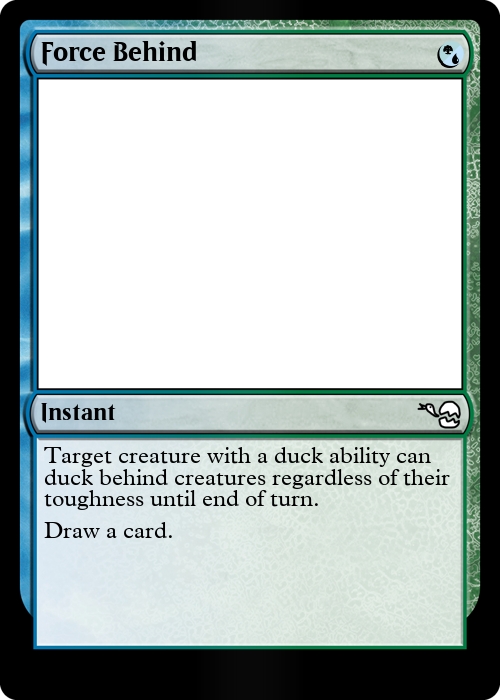 Force Behind
Instant
Target creature with a duck ability can
duck behind creatures regardless of their
toughness until end of turn.
Draw a card.